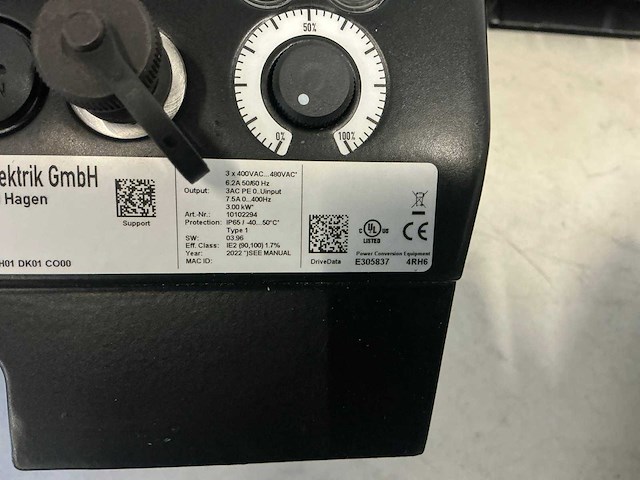 50%
0%
100%
ektrik GmbH
Hagen
H01 DK01 CO00
Support
3 x 400VAC...480VAC*
6.2A 50/60 Hz
Output: 3AC PE 0..Uinput
7.5A 0...400Hz
3.00 kW*
Art.-Nr.: 10102294
Protection: IP65 / -40...50°C*
Type 1
SW: 03.96
Eff. Class: IE2 (90,100) 1.7%
Year: 2022 *)SEE MANUAL
MAC ID:
DriveData
c UL us
LISTED
CE
Power Conversion Equipment
E305837 4RH6